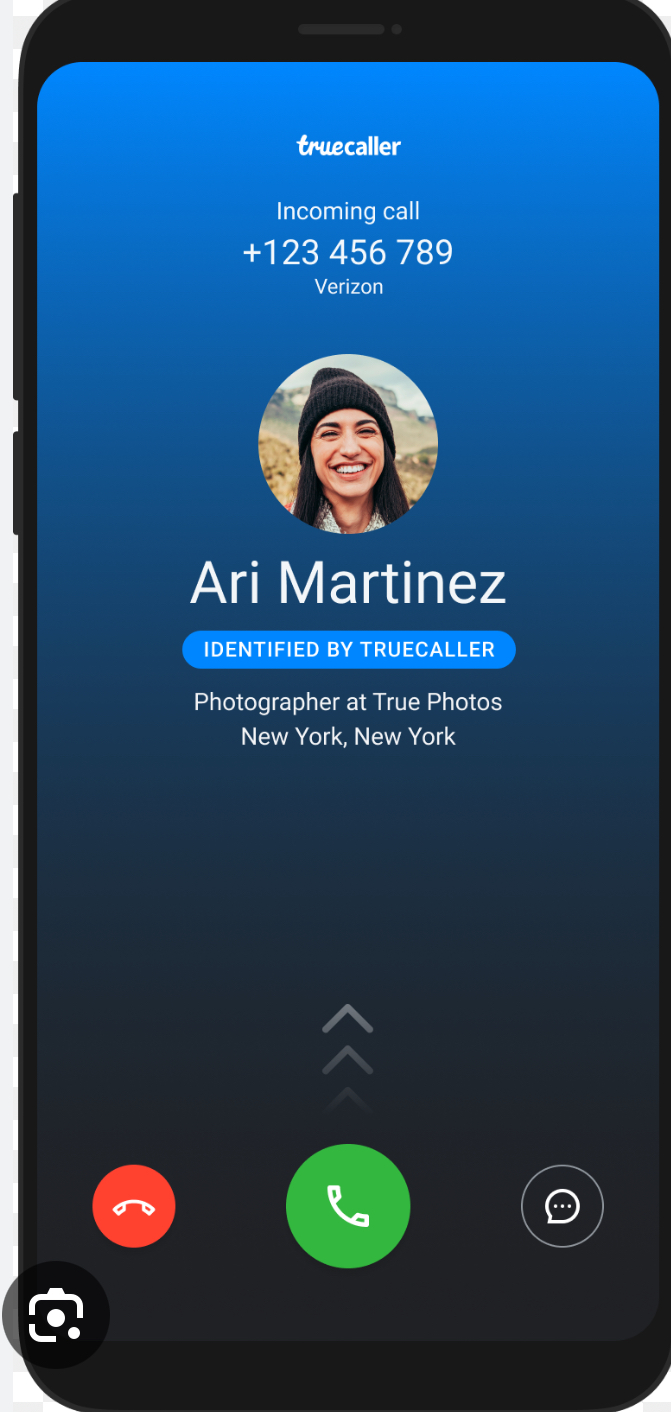 truecaller
Incoming call
+123 456 789
Verizon
Ari Martinez
IDENTIFIED BY TRUECALLER
Photographer at True Photos
New York, New York